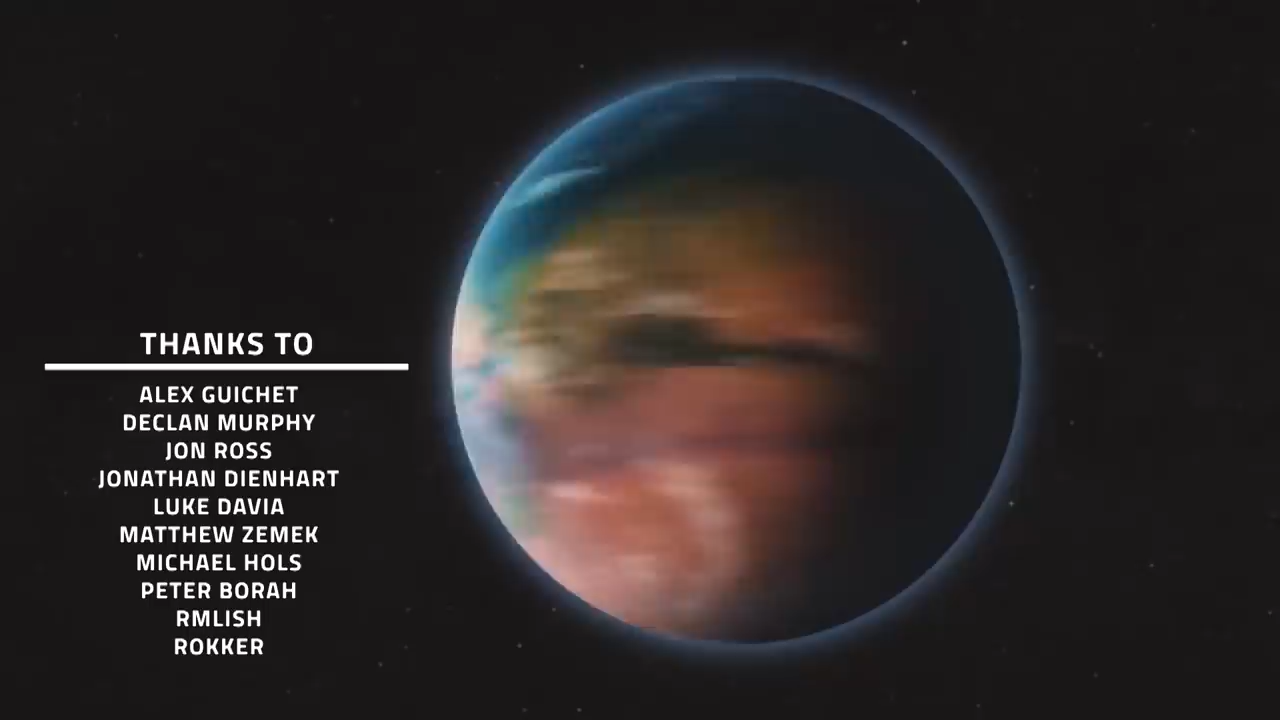 THANKS TO
ALEX GUICHET
DECLAN MURPHY
JON ROSS
JONATHAN DIENHART
LUKE DAVIA
MATTHEW ZEMEK
MICHAEL HOLS
PETER BORAH
RMLISH
ROKKER